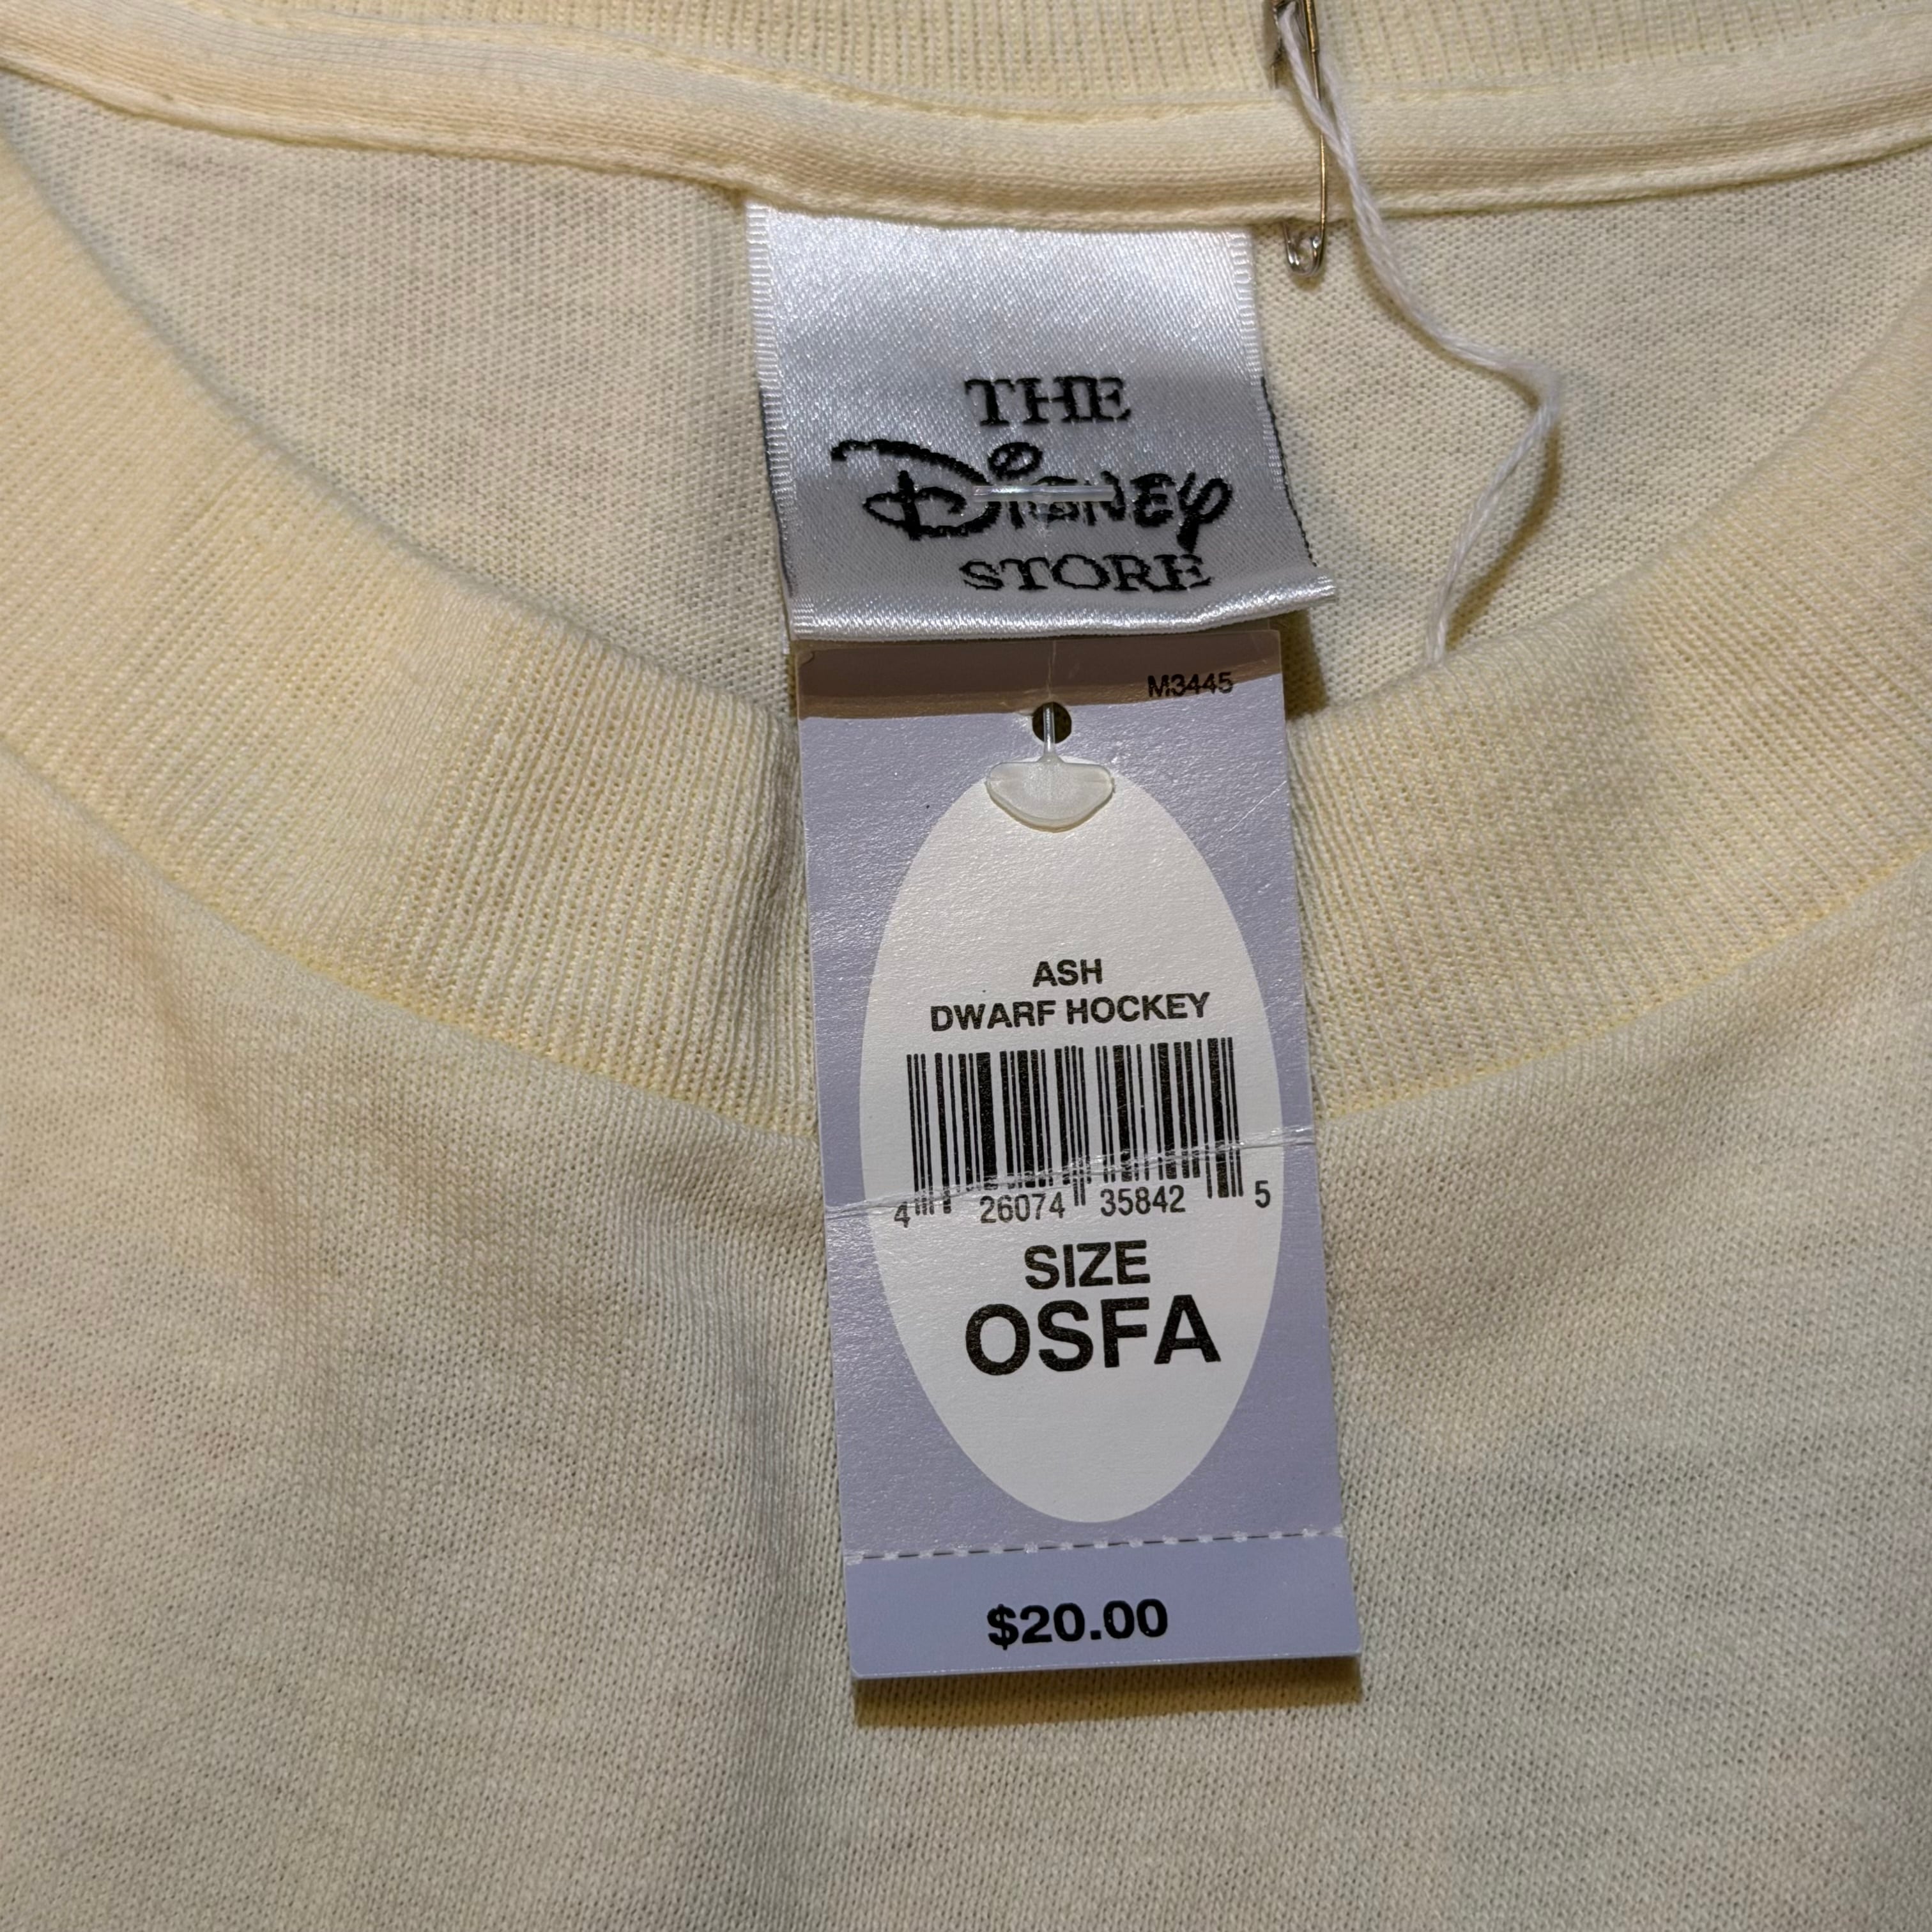 THE
Disney
STORE
M3445
ASH
DWARF HOCKEY
4 26074 35842 5
SIZE
OSFA
$20.00